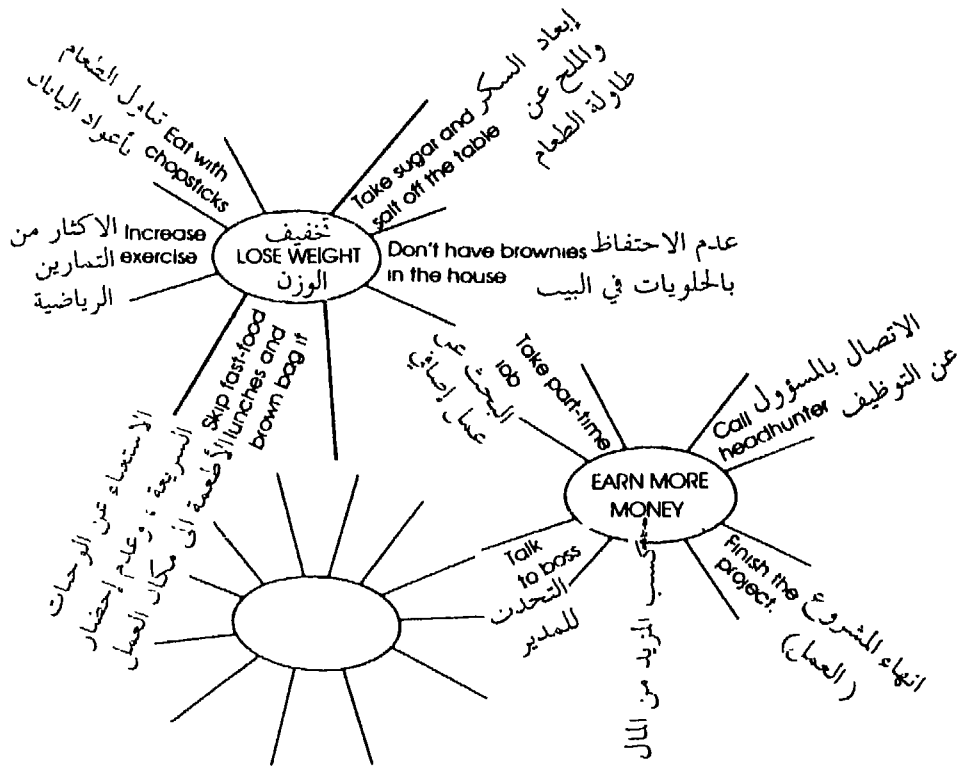 تناول الطعام
بأعواد اليابان
Eat with
chopsticks
إبعاد السكر
والملح عن
طاولة الطعام
Take sugar and
salt off the table
الاكثار من
التمارين
الرياضية
Increase
exercise
تخفيف
LOSE WEIGHT
الوزن
Don't have brownies
in the house
عدم الاحتفاظ
بالحلويات في البيت
Skip fast-food
lunches and
brown bag it
الاستغناء عن الوجبات
السريعة وعدم إحضار
الأطعمة الى مكان العمل
Take part-time
job
البحث عن
عمل إضافي
Call
headhunter
الاتصال بالمسؤول
عن التوظيف
EARN MORE
MONEY
كسب المزيد من المال
Talk
to boss
التحدث
للمدير
Finish the
project.
انهاء المشروع
(العمل)